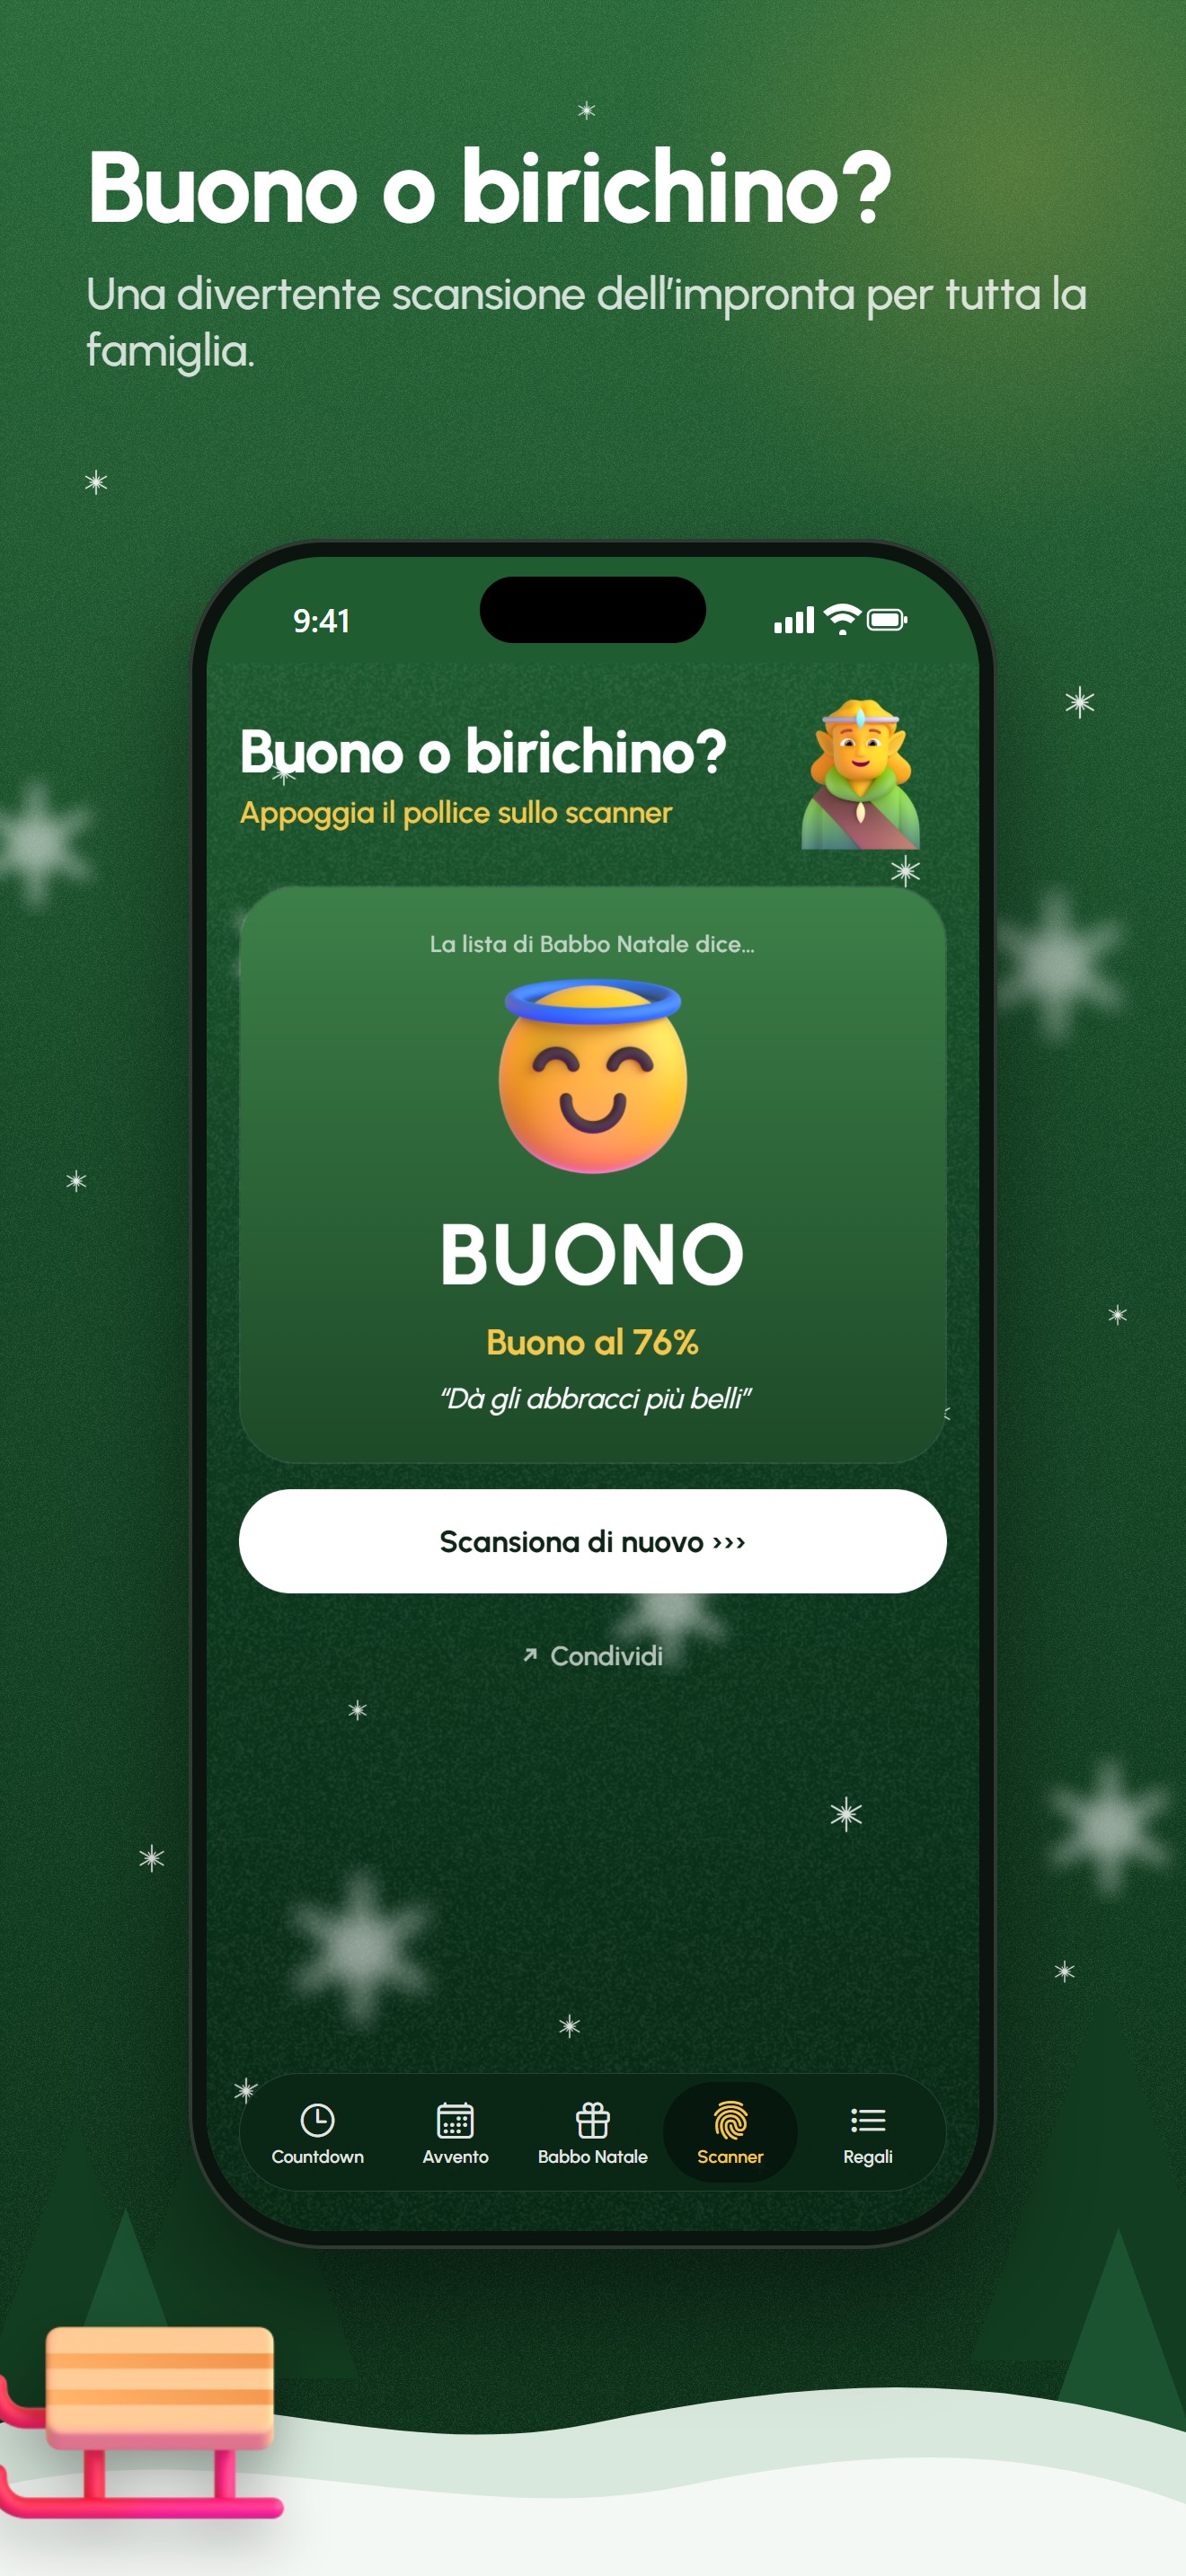 Buono o birichino?
Una divertente scansione dell’impronta per tutta la
famiglia.
9:41
Buono o birichino?
Appoggia il pollice sullo scanner
La lista di Babbo Natale dice...
BUONO
Buono al 76%
“Dà gli abbracci più belli”
Scansiona di nuovo ›››
Condividi
Countdown
Avvento
Babbo Natale
Scanner
Regali